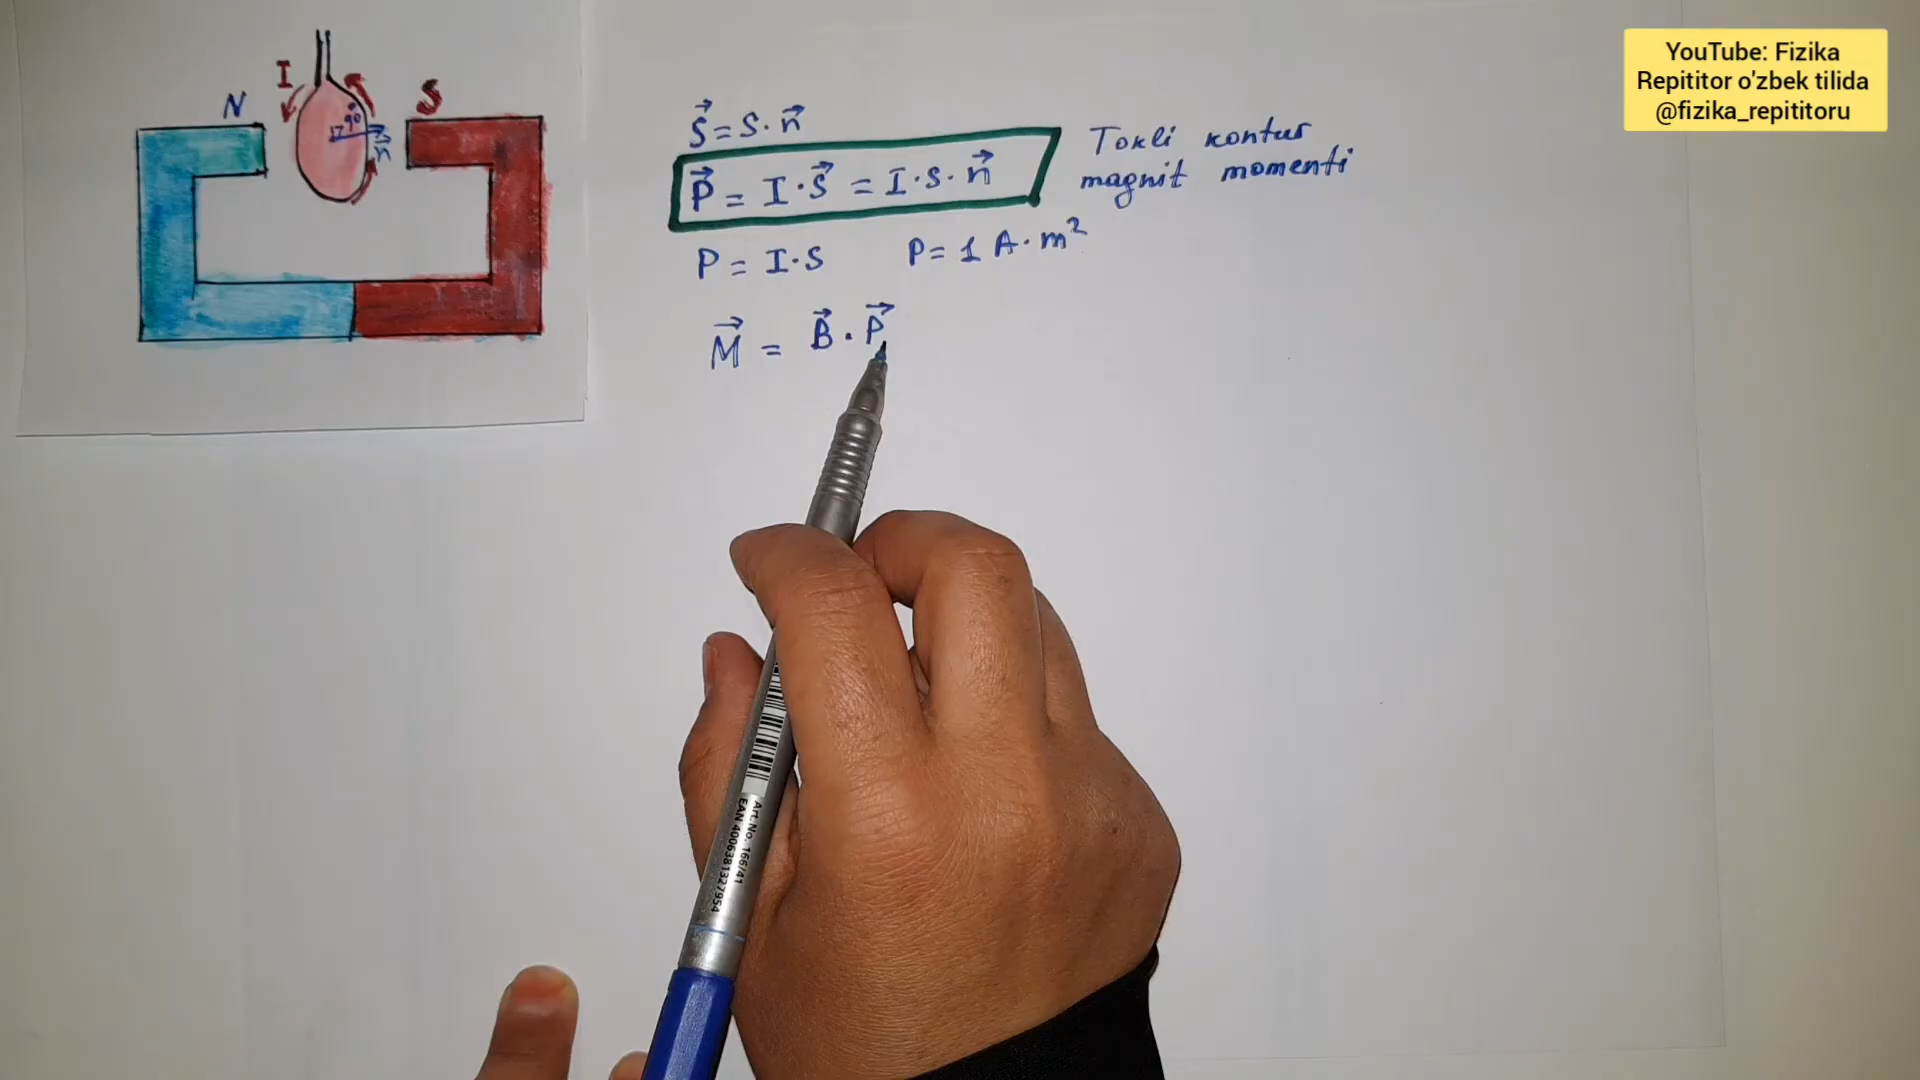 YouTube: Fizika
Repititor o'zbek tilida
@fizika_repititoru
I
N
S
90°
n⃗
S⃗ = S · n⃗
P⃗ = I · S⃗ = I · S · n⃗
Tokli kontur
magnit momenti
P = I · S
P = 1 A · m²
M⃗ = B⃗ · P⃗
Art.No. 166/41
EAN 4006381327954